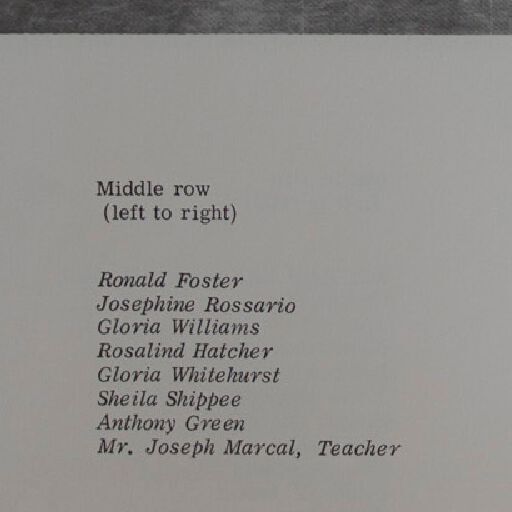 Middle row
(left to right)
Ronald Foster
Josephine Rossario
Gloria Williams
Rosalind Hatcher
Gloria Whitehurst
Sheila Shippee
Anthony Green
Mr. Joseph Marcal, Teacher